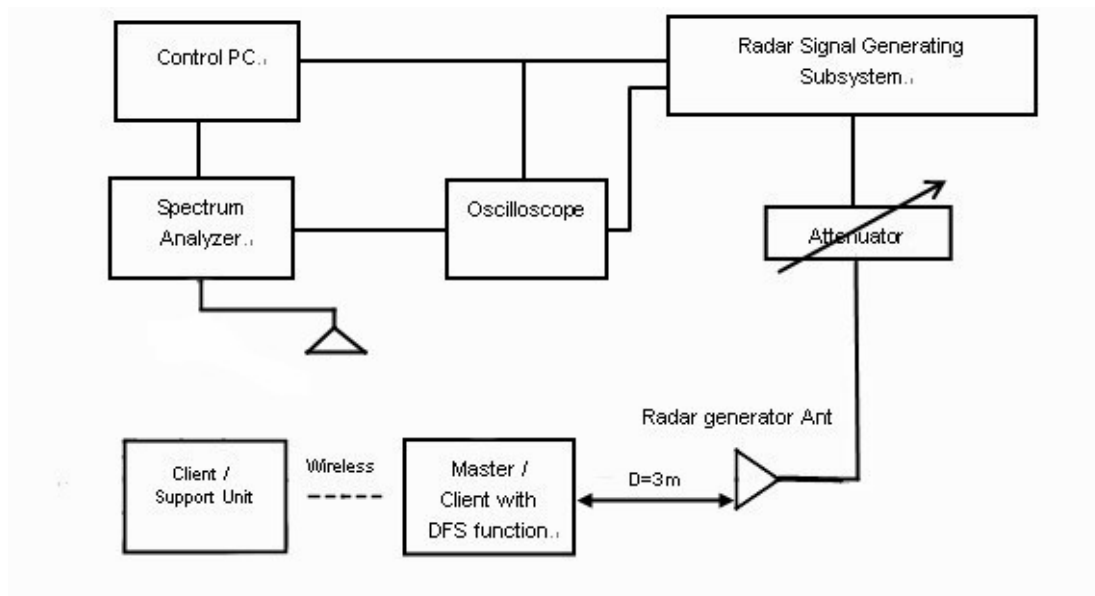 Control PC.
Radar Signal Generating
Subsystem.
Spectrum
Analyzer.
Oscilloscope
Attenuator
Radar generator Ant
Client /
Support Unit
Wireless
Master /
Client with
DFS function.
D=3m